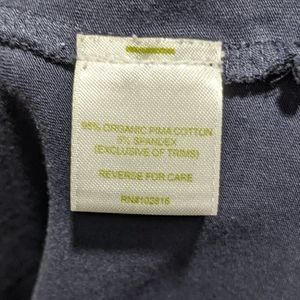 95% ORGANIC PIMA COTTON
5% SPANDEX
(EXCLUSIVE OF TRIMS)
REVERSE FOR CARE
RN#102816